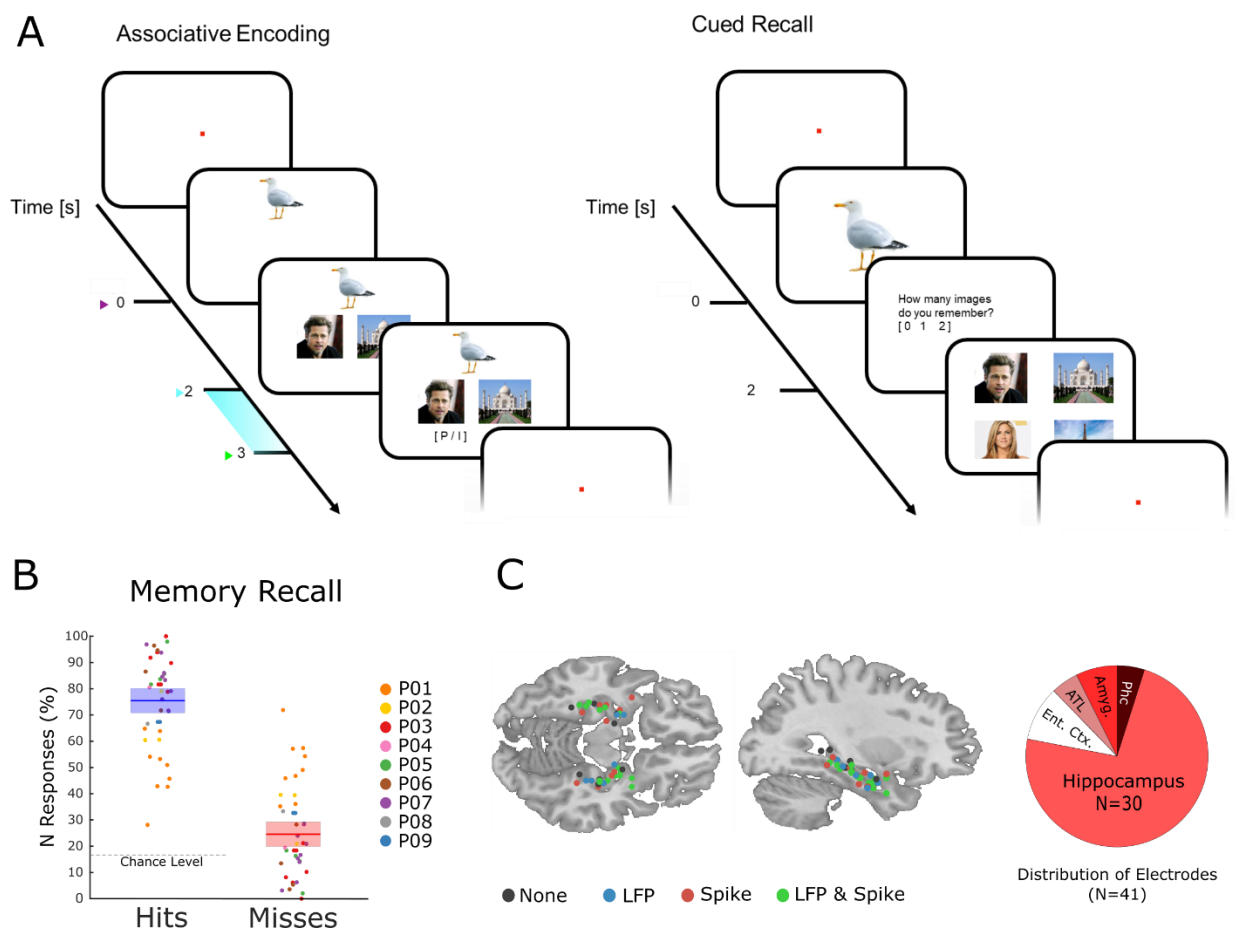 A
Associative Encoding
Cued Recall
Time [s]
0
2
3
[ P / I ]
Time [s]
0
2
How many images
do you remember?
[ 0 1 2 ]
B
Memory Recall
N Responses (%)
100
90
80
70
60
50
40
30
20
10
0
Chance Level
Hits
Misses
P01
P02
P03
P04
P05
P06
P07
P08
P09
C
None
LFP
Spike
LFP & Spike
Ent. Ctx.
ATL
Amyg.
Phc
Hippocampus
N=30
Distribution of Electrodes
(N=41)